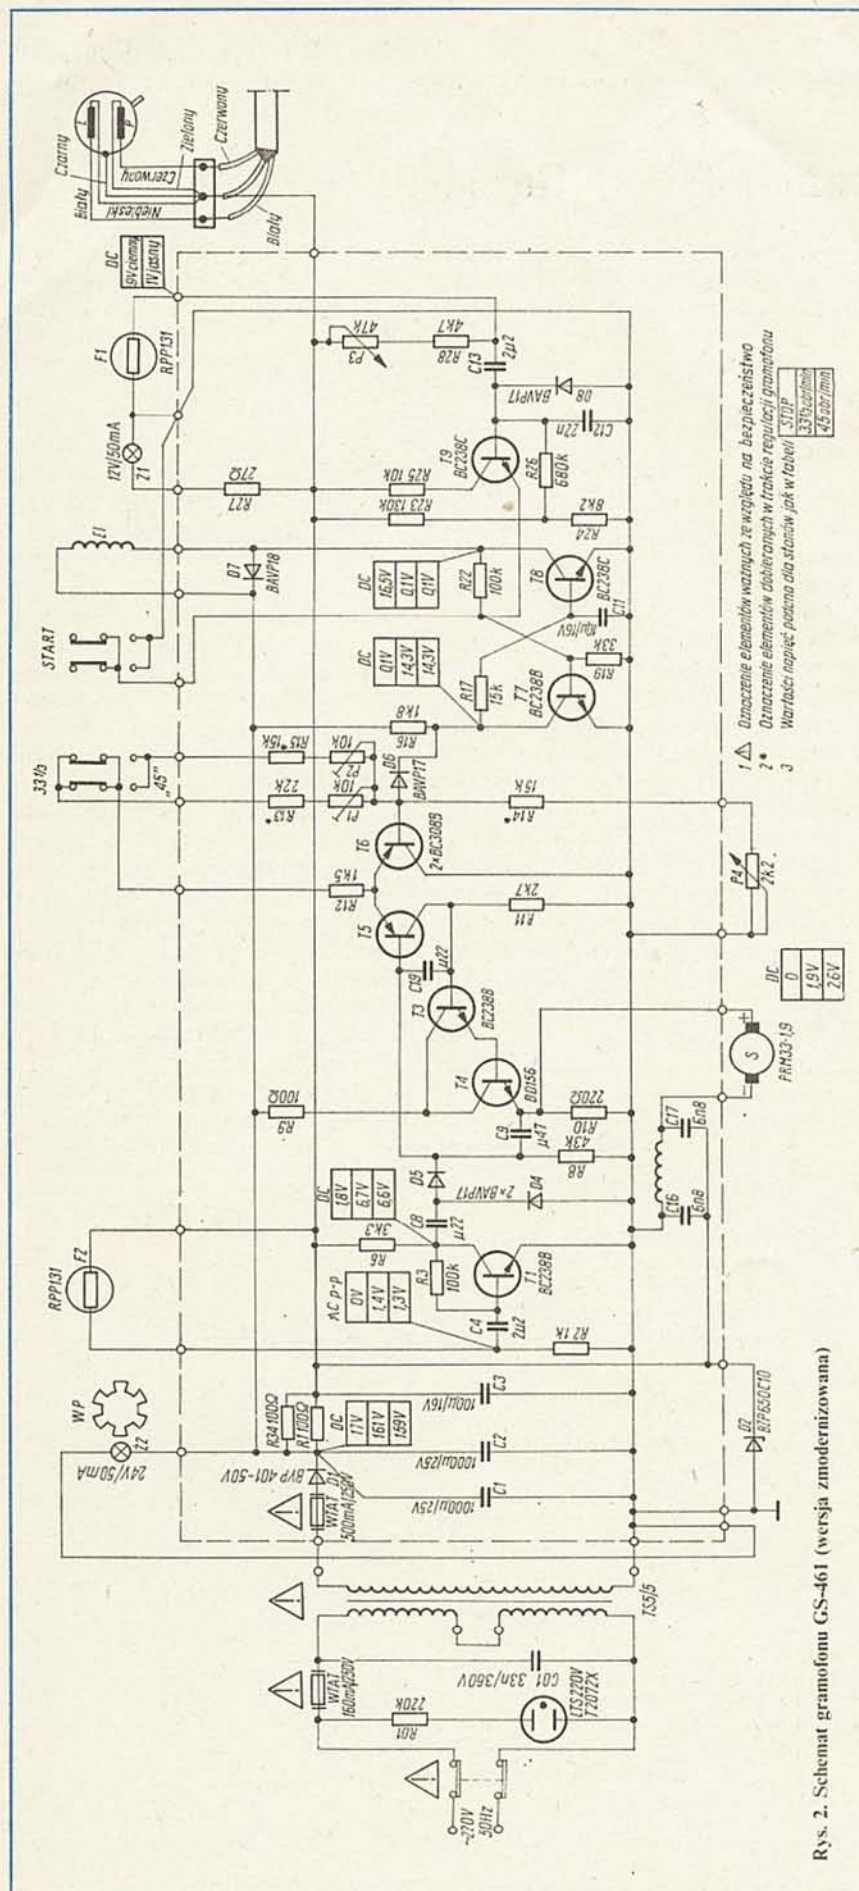 Biały
Czarny
L
P
Niebieski
Czerwony
Zielony
Czerwony
Biały
DC
9V ciemny
1V jasny
F1
RPP131
12V/50mA
Z1
R27
27Ω
P3
47k
R28
4k7
C13
2µ2
BAVP17
D8
C12
22n
T9
BC238C
R25 10k
R23 130k
R26
680k
R24
8k2
E1
D7
BAVP18
START
DC
16,5V
0,1V
0,1V
R22
100k
T8
BC238C
C11
10µ/16V
DC
0,1V
14,3V
14,3V
R17
15k
T7
BC238B
R19
33k
R16
1k8
33 1/3
"45"
R15* 15k
P2
10k
R13*
22k
P1
10k
D6
BAVP17
T6
2×BC308B
R14*
15k
R12
1k5
T5
C19
µ22
T3
BC238B
R11
2k7
P4
2k2
R9
100Ω
T4
BD156
C9
µ47
R10
220Ω
R8
43k
DC
0
1,9V
2,6V
S
+
–
PRM33-1,9
D5
2×BAVP17
D4
DC
1,8V
6,7V
6,6V
C8
µ22
R6
3k3
R3
100k
T1
BC238B
AC p-p
0V
1,4V
1,3V
C4
2µ2
R2 1k
C17
6n8
C16
6n8
RPP131
F2
WP
Z2
24V/50mA
R34 100Ω
R1 100Ω
DC
17V
16,1V
15,9V
C3
100µ/16V
C2
1000µ/25V
C1
1000µ/25V
BYP 401-50V
D1
WTAT
500mA/250V
D2
BZP650C10
TS5/5
WTAT
160mA/250V
C01 33n/360V
R01
220k
LTS220V
T2072X
~220V
50Hz
1 ⚠ Oznaczenie elementów ważnych ze względu na bezpieczeństwo
2 * Oznaczenie elementów dobieranych w trakcie regulacji gramofonu
3 Wartości napięć podano dla stanów jak w tabeli
STOP
33 1/3 obr/min
45 obr/min
Rys. 2. Schemat gramofonu GS-461 (wersja zmodernizowana)